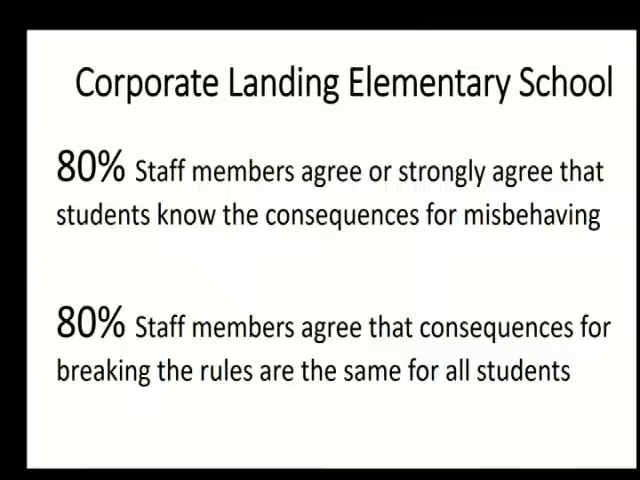 Corporate Landing Elementary School
80% Staff members agree or strongly agree that
students know the consequences for misbehaving
80% Staff members agree that consequences for
breaking the rules are the same for all students